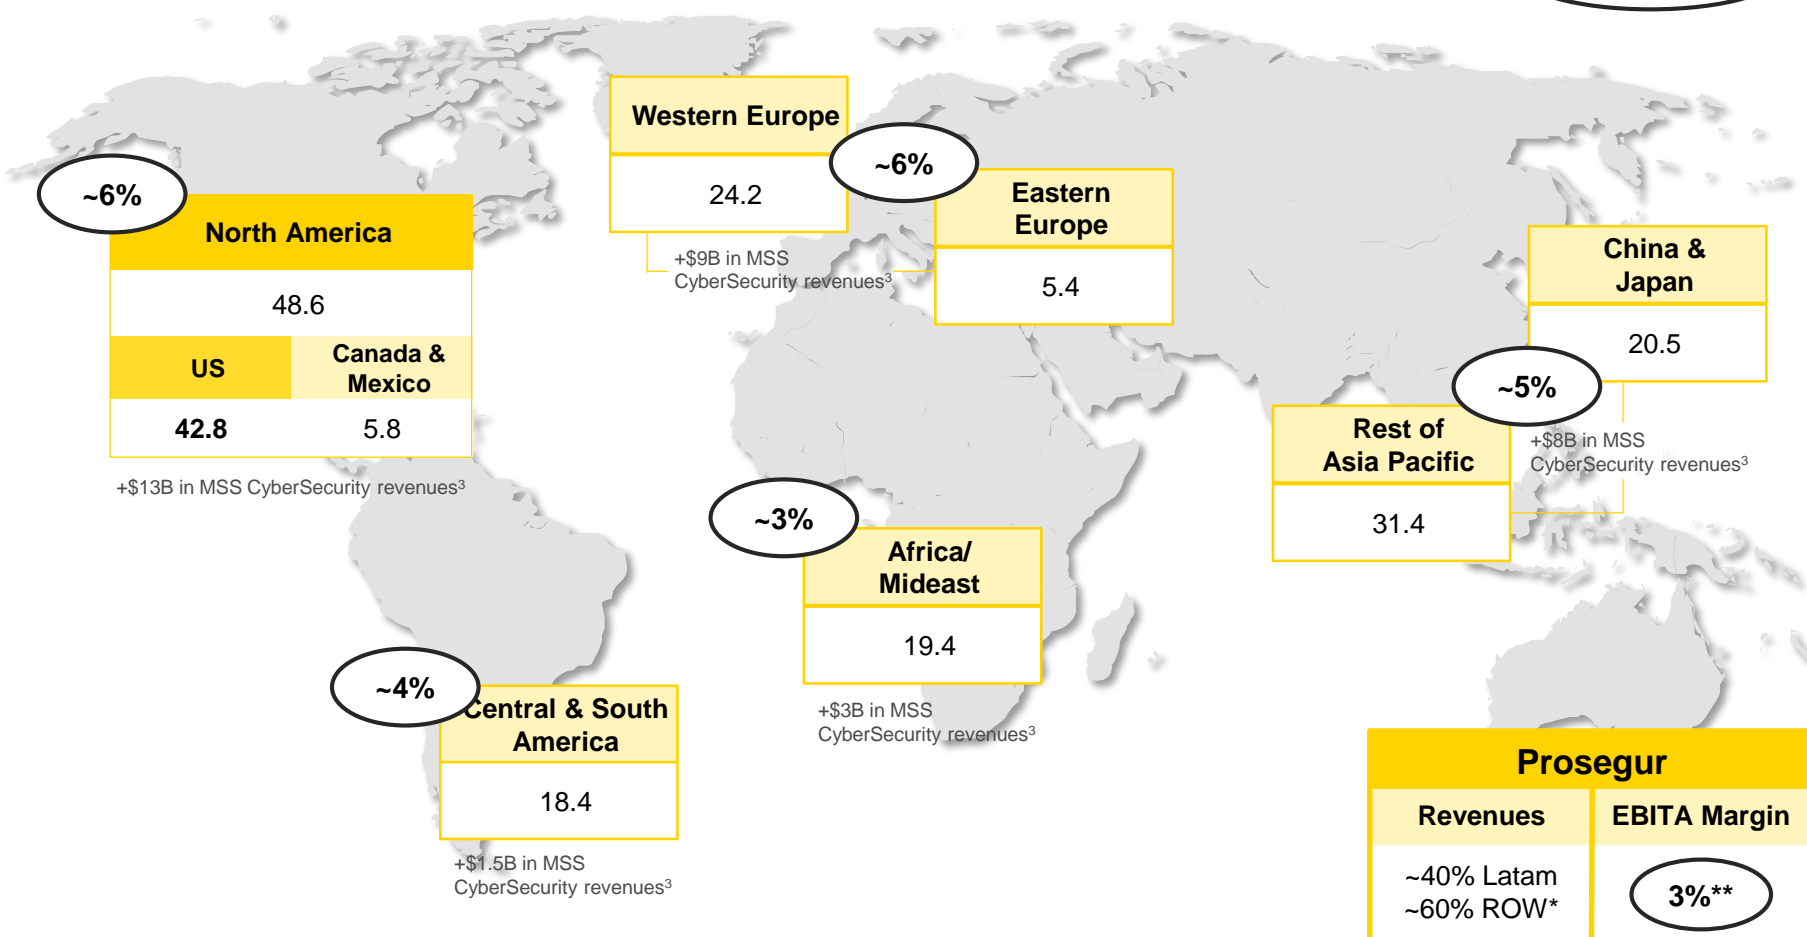 ~6%
North America
48.6
US
Canada &
Mexico
42.8
5.8
+$13B in MSS CyberSecurity revenues³
Western Europe
24.2
~6%
Eastern
Europe
5.4
+$9B in MSS
CyberSecurity revenues³
China &
Japan
20.5
~5%
Rest of
Asia Pacific
31.4
+$8B in MSS
CyberSecurity revenues³
~3%
Africa/
Mideast
19.4
+$3B in MSS
CyberSecurity revenues³
~4%
Central & South
America
18.4
+$1.5B in MSS
CyberSecurity revenues³
Prosegur
Revenues
EBITA Margin
~40% Latam
~60% ROW*
3%**